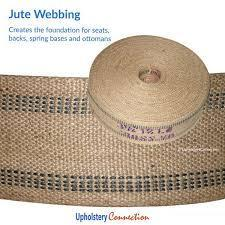 Jute Webbing
Creates the foundation for seats,
backs, spring bases and ottomans
Upholstery Connection